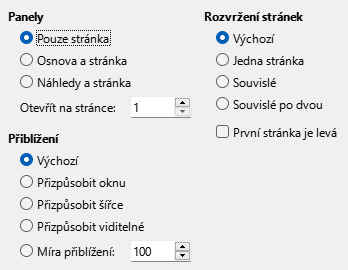 Panely
Pouze stránka
Osnova a stránka
Náhledy a stránka
Otevřít na stránce: 1
Přiblížení
Výchozí
Přizpůsobit oknu
Přizpůsobit šířce
Přizpůsobit viditelné
Míra přiblížení: 100
Rozvržení stránek
Výchozí
Jedna stránka
Souvislé
Souvislé po dvou
První stránka je levá